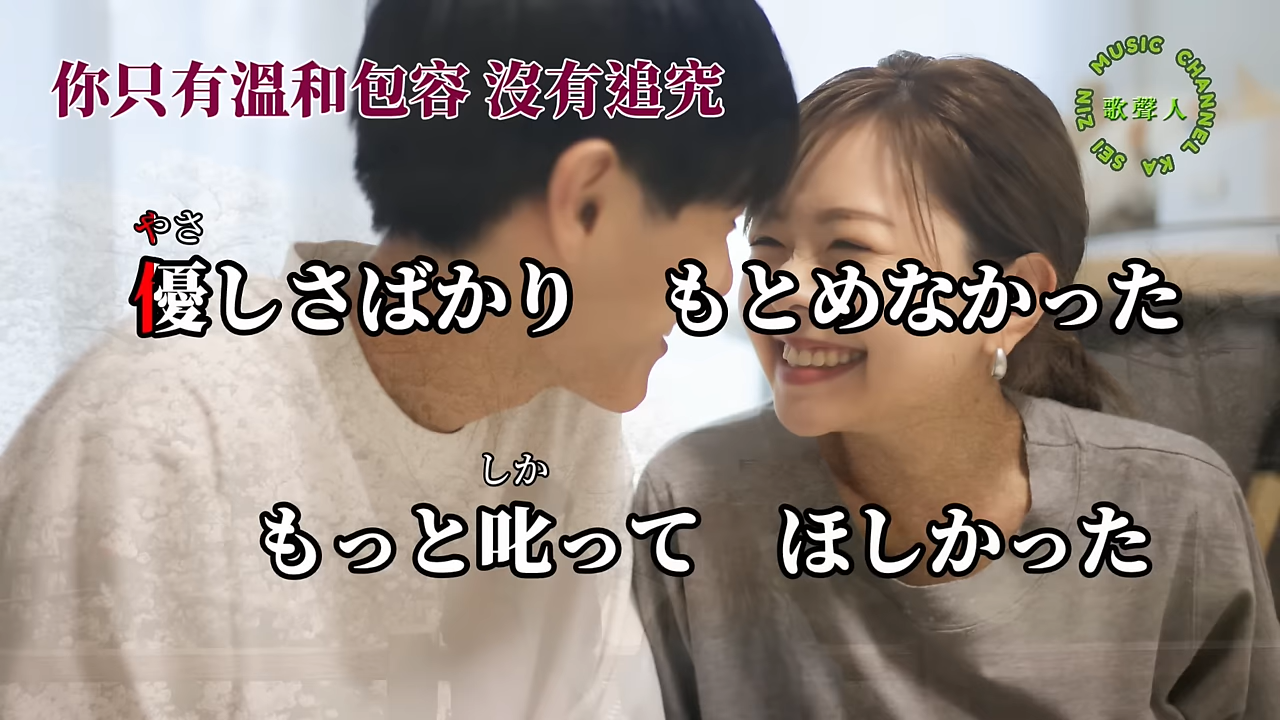 你只有溫和包容 沒有追究
MUSIC CHANNEL KA SEI ZIN
歌聲人
やさ
優しさばかり　もとめなかった
しか
もっと叱って　ほしかった